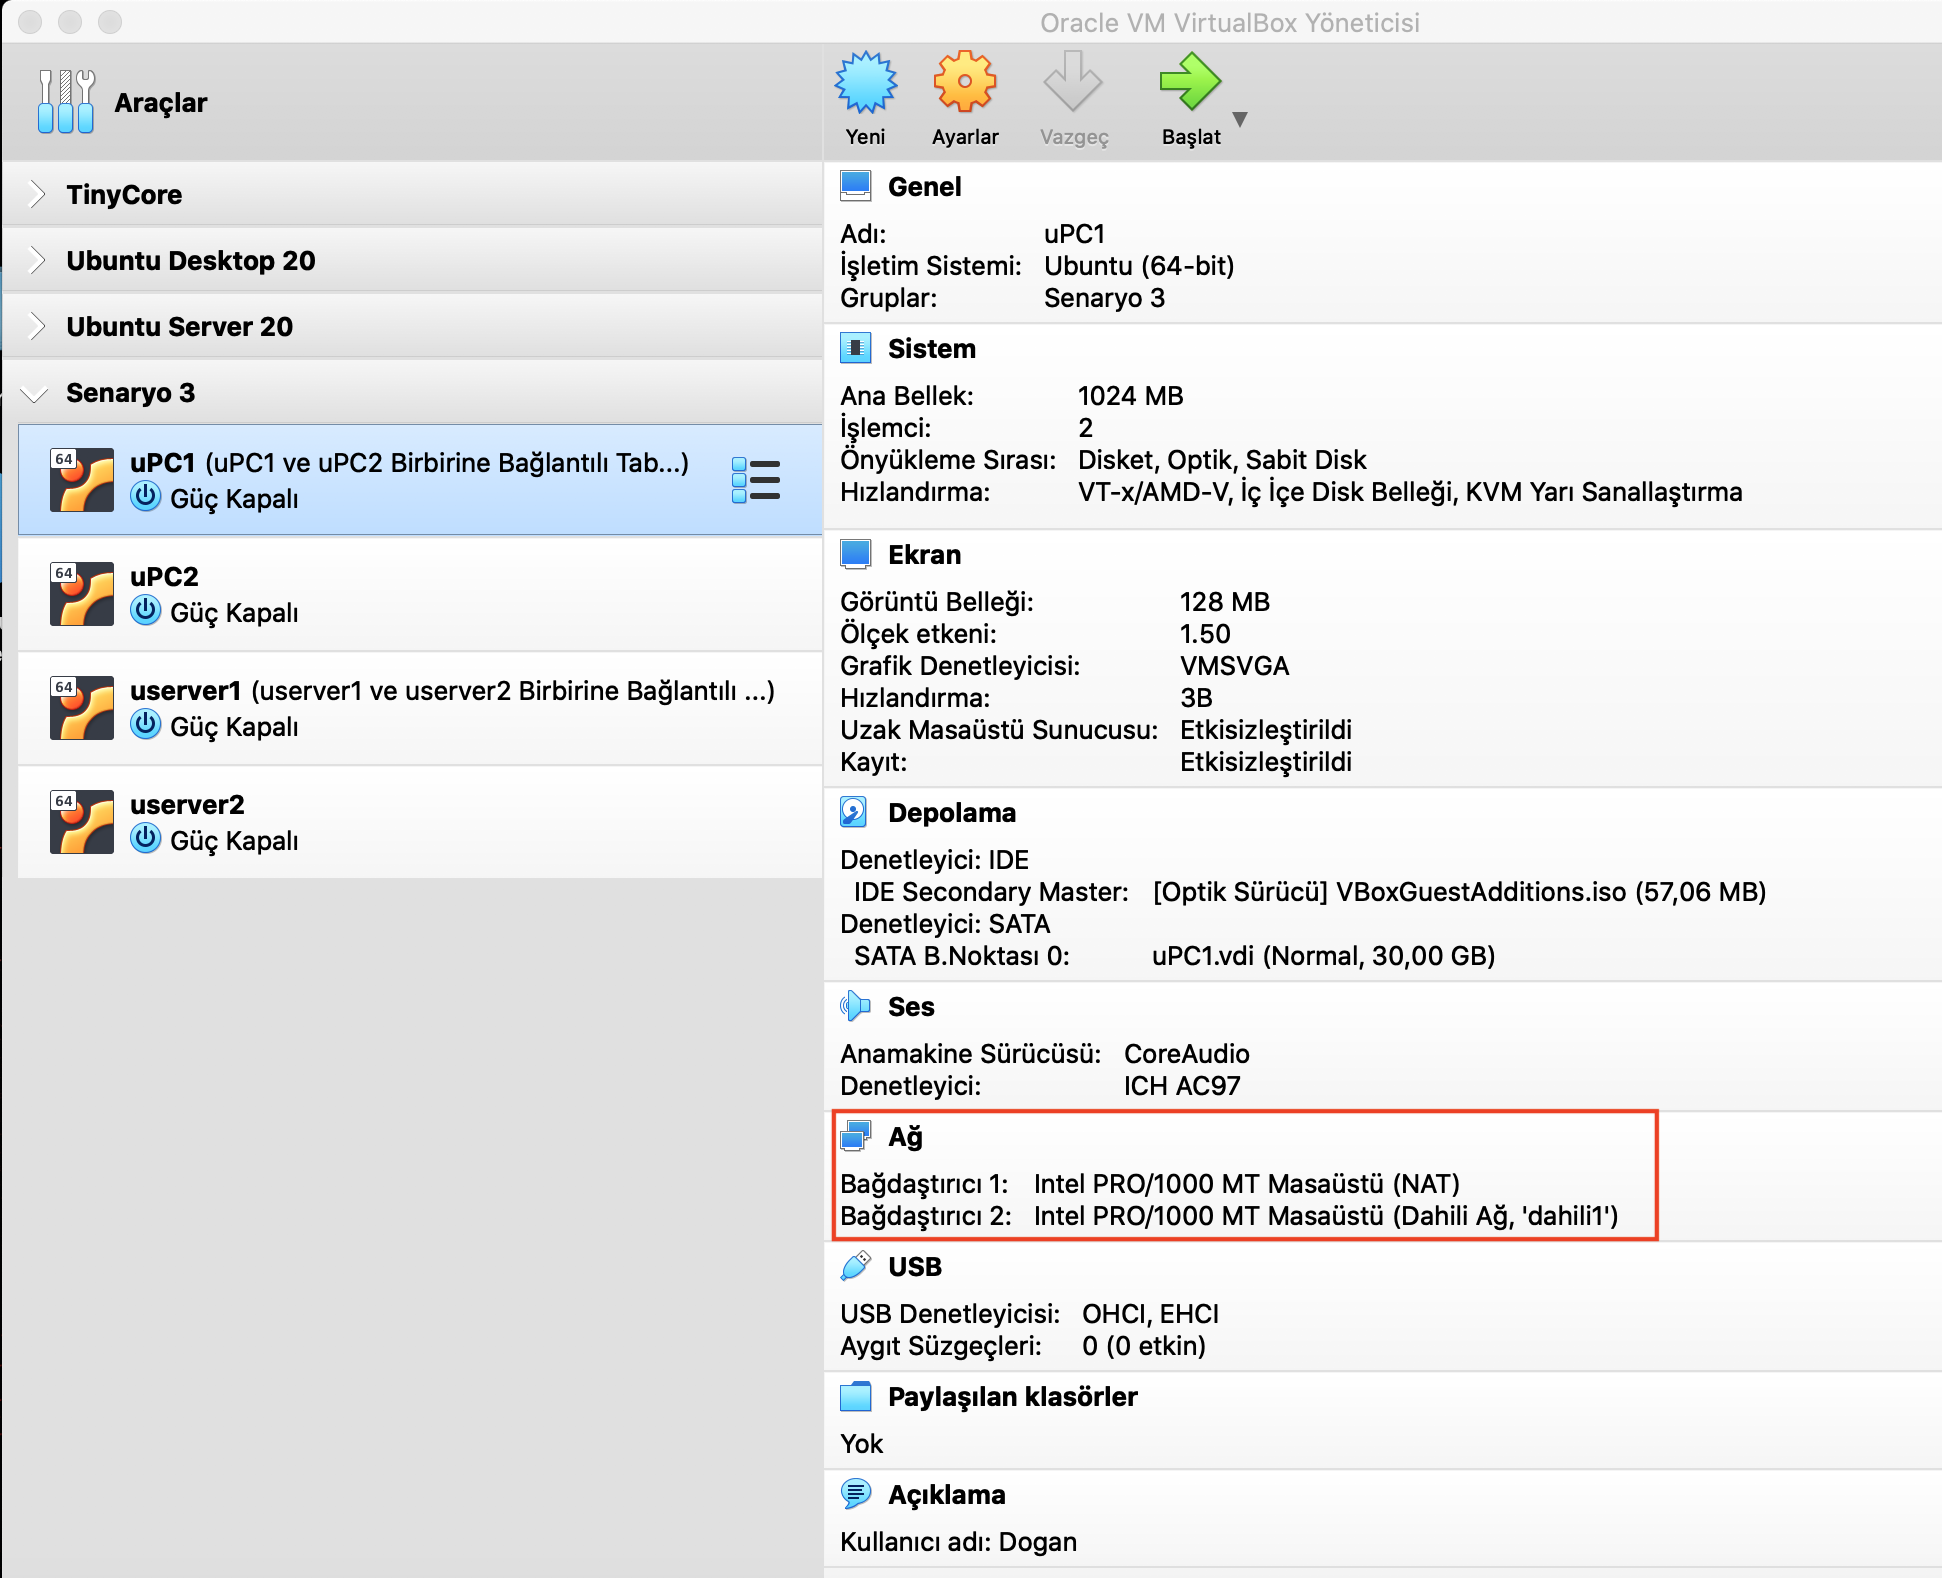 Oracle VM VirtualBox Yöneticisi
Araçlar
Yeni
Ayarlar
Vazgeç
Başlat
TinyCore
Ubuntu Desktop 20
Ubuntu Server 20
Senaryo 3
64
uPC1 (uPC1 ve uPC2 Birbirine Bağlantılı Tab...)
Güç Kapalı
64
uPC2
Güç Kapalı
64
userver1 (userver1 ve userver2 Birbirine Bağlantılı ...)
Güç Kapalı
64
userver2
Güç Kapalı
Genel
Adı: uPC1
İşletim Sistemi: Ubuntu (64-bit)
Gruplar: Senaryo 3
Sistem
Ana Bellek: 1024 MB
İşlemci: 2
Önyükleme Sırası: Disket, Optik, Sabit Disk
Hızlandırma: VT-x/AMD-V, İç İçe Disk Belleği, KVM Yarı Sanallaştırma
Ekran
Görüntü Belleği: 128 MB
Ölçek etkeni: 1.50
Grafik Denetleyicisi: VMSVGA
Hızlandırma: 3B
Uzak Masaüstü Sunucusu: Etkisizleştirildi
Kayıt: Etkisizleştirildi
Depolama
Denetleyici: IDE
IDE Secondary Master: [Optik Sürücü] VBoxGuestAdditions.iso (57,06 MB)
Denetleyici: SATA
SATA B.Noktası 0: uPC1.vdi (Normal, 30,00 GB)
Ses
Anamakine Sürücüsü: CoreAudio
Denetleyici: ICH AC97
Ağ
Bağdaştırıcı 1: Intel PRO/1000 MT Masaüstü (NAT)
Bağdaştırıcı 2: Intel PRO/1000 MT Masaüstü (Dahili Ağ, 'dahili1')
USB
USB Denetleyicisi: OHCI, EHCI
Aygıt Süzgeçleri: 0 (0 etkin)
Paylaşılan klasörler
Yok
Açıklama
Kullanıcı adı: Dogan